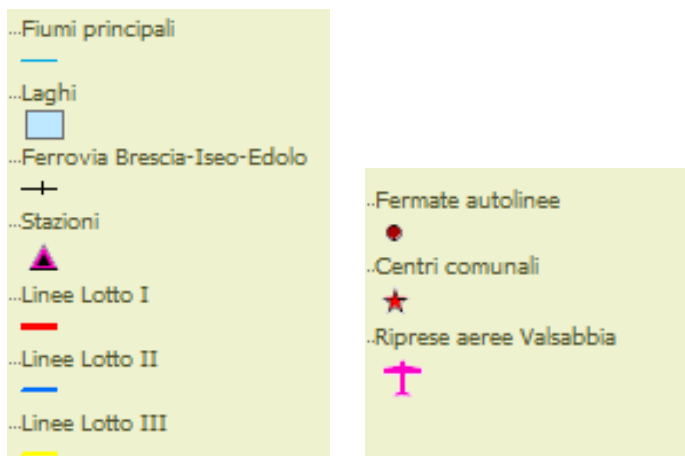 ...Fiumi principali
...Laghi
...Ferrovia Brescia-Iseo-Edolo
...Stazioni
...Linee Lotto I
...Linee Lotto II
...Linee Lotto III
...Fermate autolinee
...Centri comunali
...Riprese aeree Valsabbia